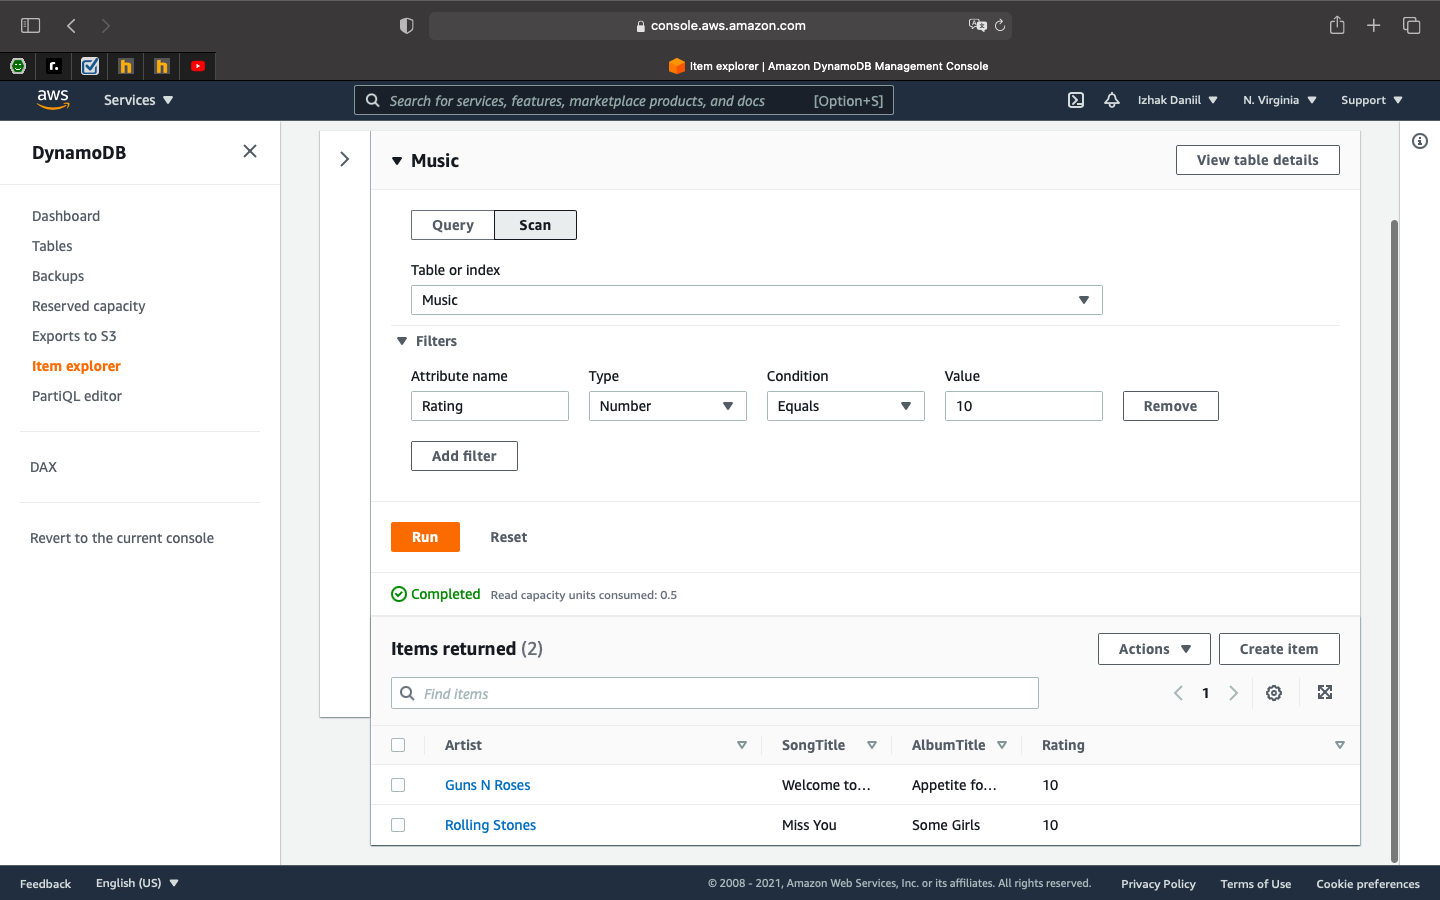 console.aws.amazon.com
Item explorer | Amazon DynamoDB Management Console
aws
Services
Search for services, features, marketplace products, and docs
[Option+S]
Izhak Daniil
N. Virginia
Support
DynamoDB
Dashboard
Tables
Backups
Reserved capacity
Exports to S3
Item explorer
PartiQL editor
DAX
Revert to the current console
Music
View table details
Query
Scan
Table or index
Music
Filters
Attribute name
Type
Condition
Value
Rating
Number
Equals
10
Remove
Add filter
Run
Reset
Completed
Read capacity units consumed: 0.5
Items returned (2)
Actions
Create item
Find items
1
Artist
SongTitle
AlbumTitle
Rating
Guns N Roses
Welcome to...
Appetite fo...
10
Rolling Stones
Miss You
Some Girls
10
Feedback
English (US)
© 2008 - 2021, Amazon Web Services, Inc. or its affiliates. All rights reserved.
Privacy Policy
Terms of Use
Cookie preferences